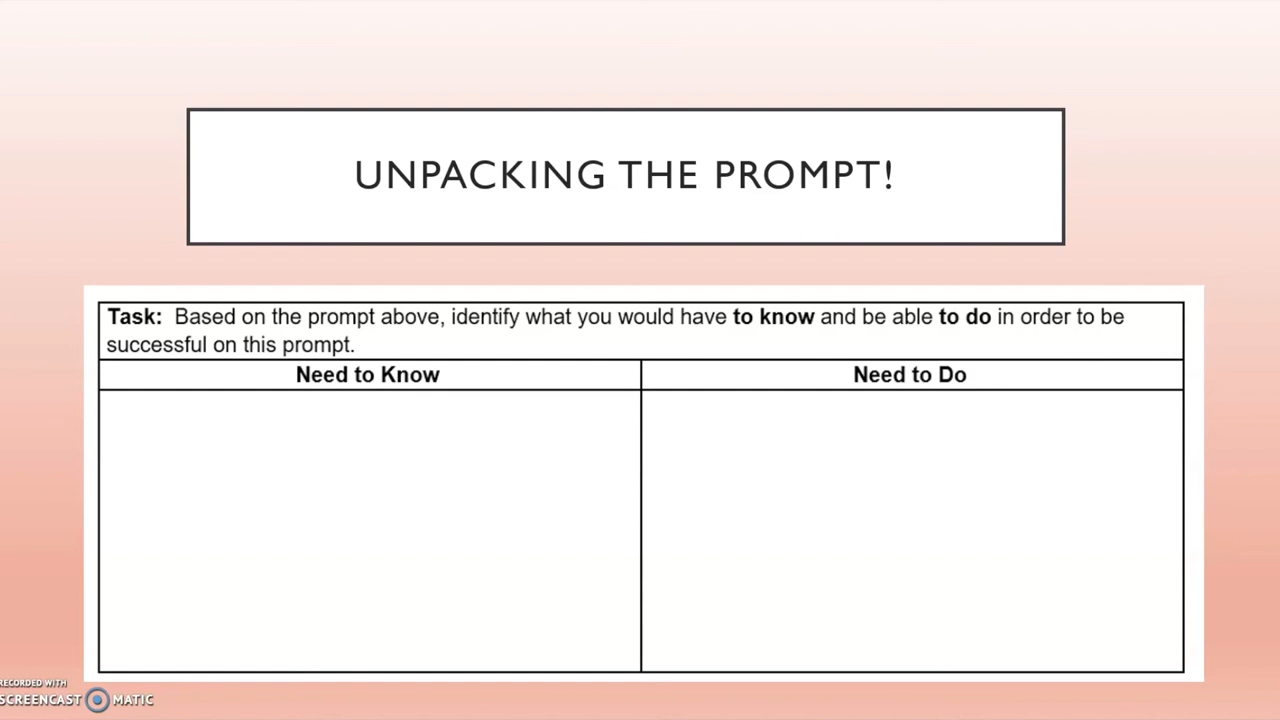 UNPACKING THE PROMPT!
Task: Based on the prompt above, identify what you would have to know and be able to do in order to be
successful on this prompt.
Need to Know
Need to Do
RECORDED WITH
SCREENCAST MATIC